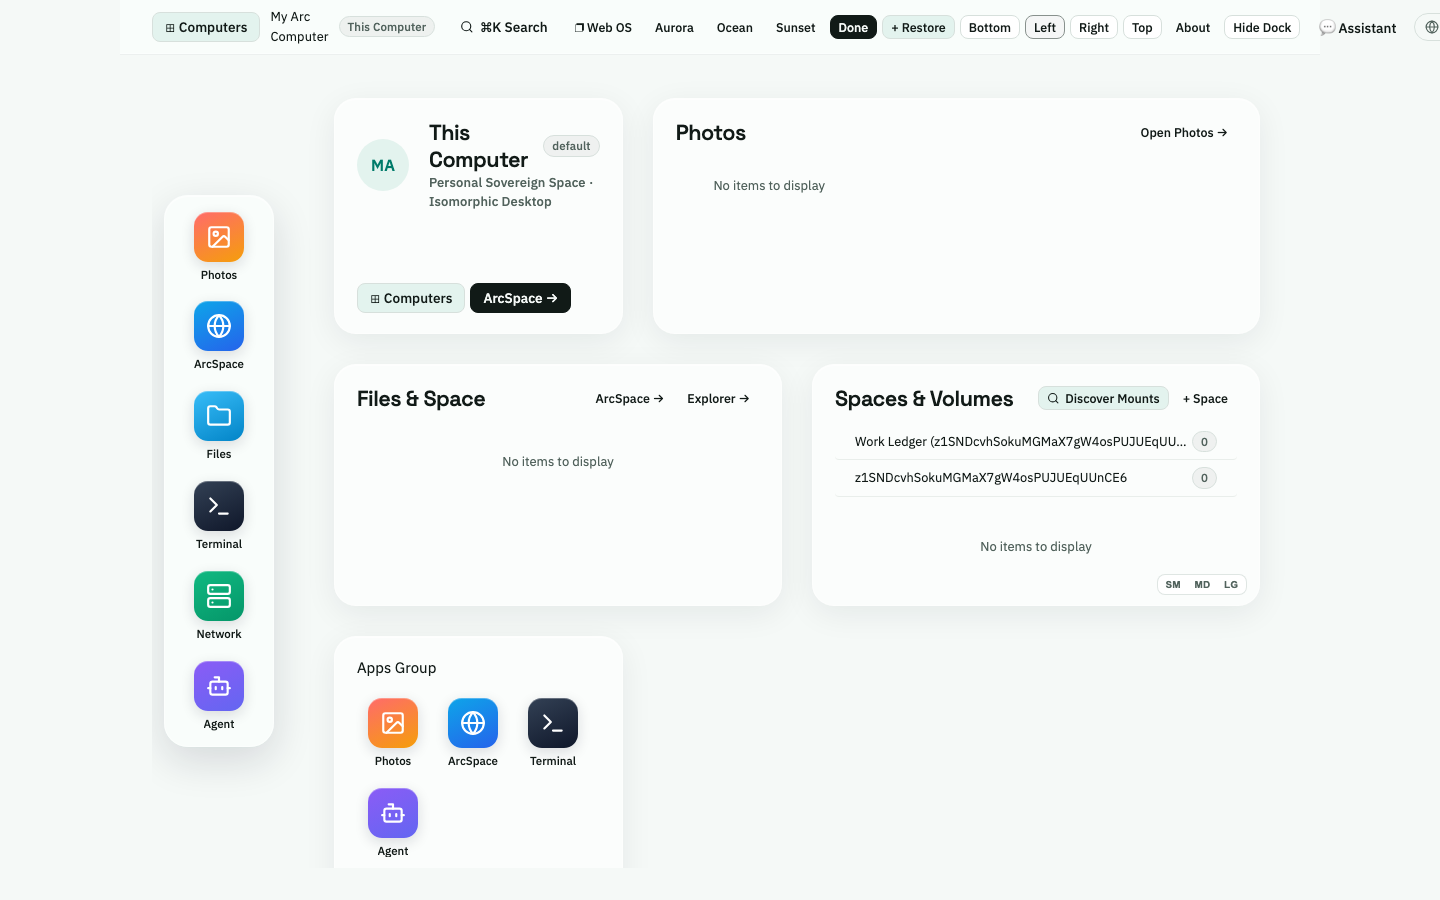 Computers
My Arc Computer
This Computer
⌘K Search
Web OS
Aurora
Ocean
Sunset
Done
+ Restore
Bottom
Left
Right
Top
About
Hide Dock
Assistant
Photos
ArcSpace
Files
Terminal
Network
Agent
MA
This Computer
default
Personal Sovereign Space ·
Isomorphic Desktop
Computers
ArcSpace →
Photos
Open Photos →
No items to display
Files & Space
ArcSpace →
Explorer →
No items to display
Spaces & Volumes
Discover Mounts
+ Space
Work Ledger (z1SNDcvhSokuMGMaX7gW4osPUJUEqUU... 0
z1SNDcvhSokuMGMaX7gW4osPUJUEqUUnCE6 0
No items to display
SM MD LG
Apps Group
Photos
ArcSpace
Terminal
Agent